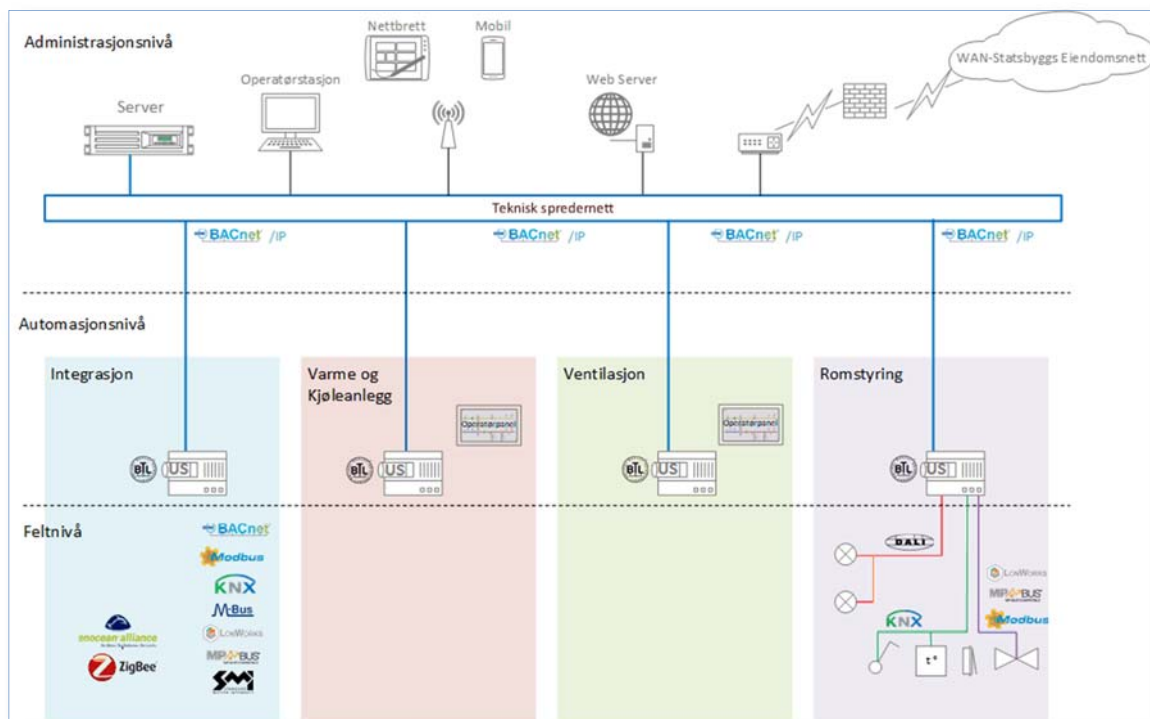 Administrasjonsnivå
Nettbrett
Mobil
Operatørstasjon
Server
Web Server
WAN-Statsbyggs Eiendomsnett
Teknisk spredernett
BACnet /IP
BACnet /IP
BACnet /IP
BACnet /IP
Automasjonsnivå
Integrasjon
BTL
US
Varme og
Kjøleanlegg
Operatørpanel
BTL
US
Ventilasjon
Operatørpanel
BTL
US
Romstyring
BTL
US
Feltnivå
BACnet
Modbus
KNX
M-Bus
LonWorks
MP BUS
SMI
enocean alliance
ZigBee
DALI
KNX
t°
LonWorks
MP BUS
Modbus